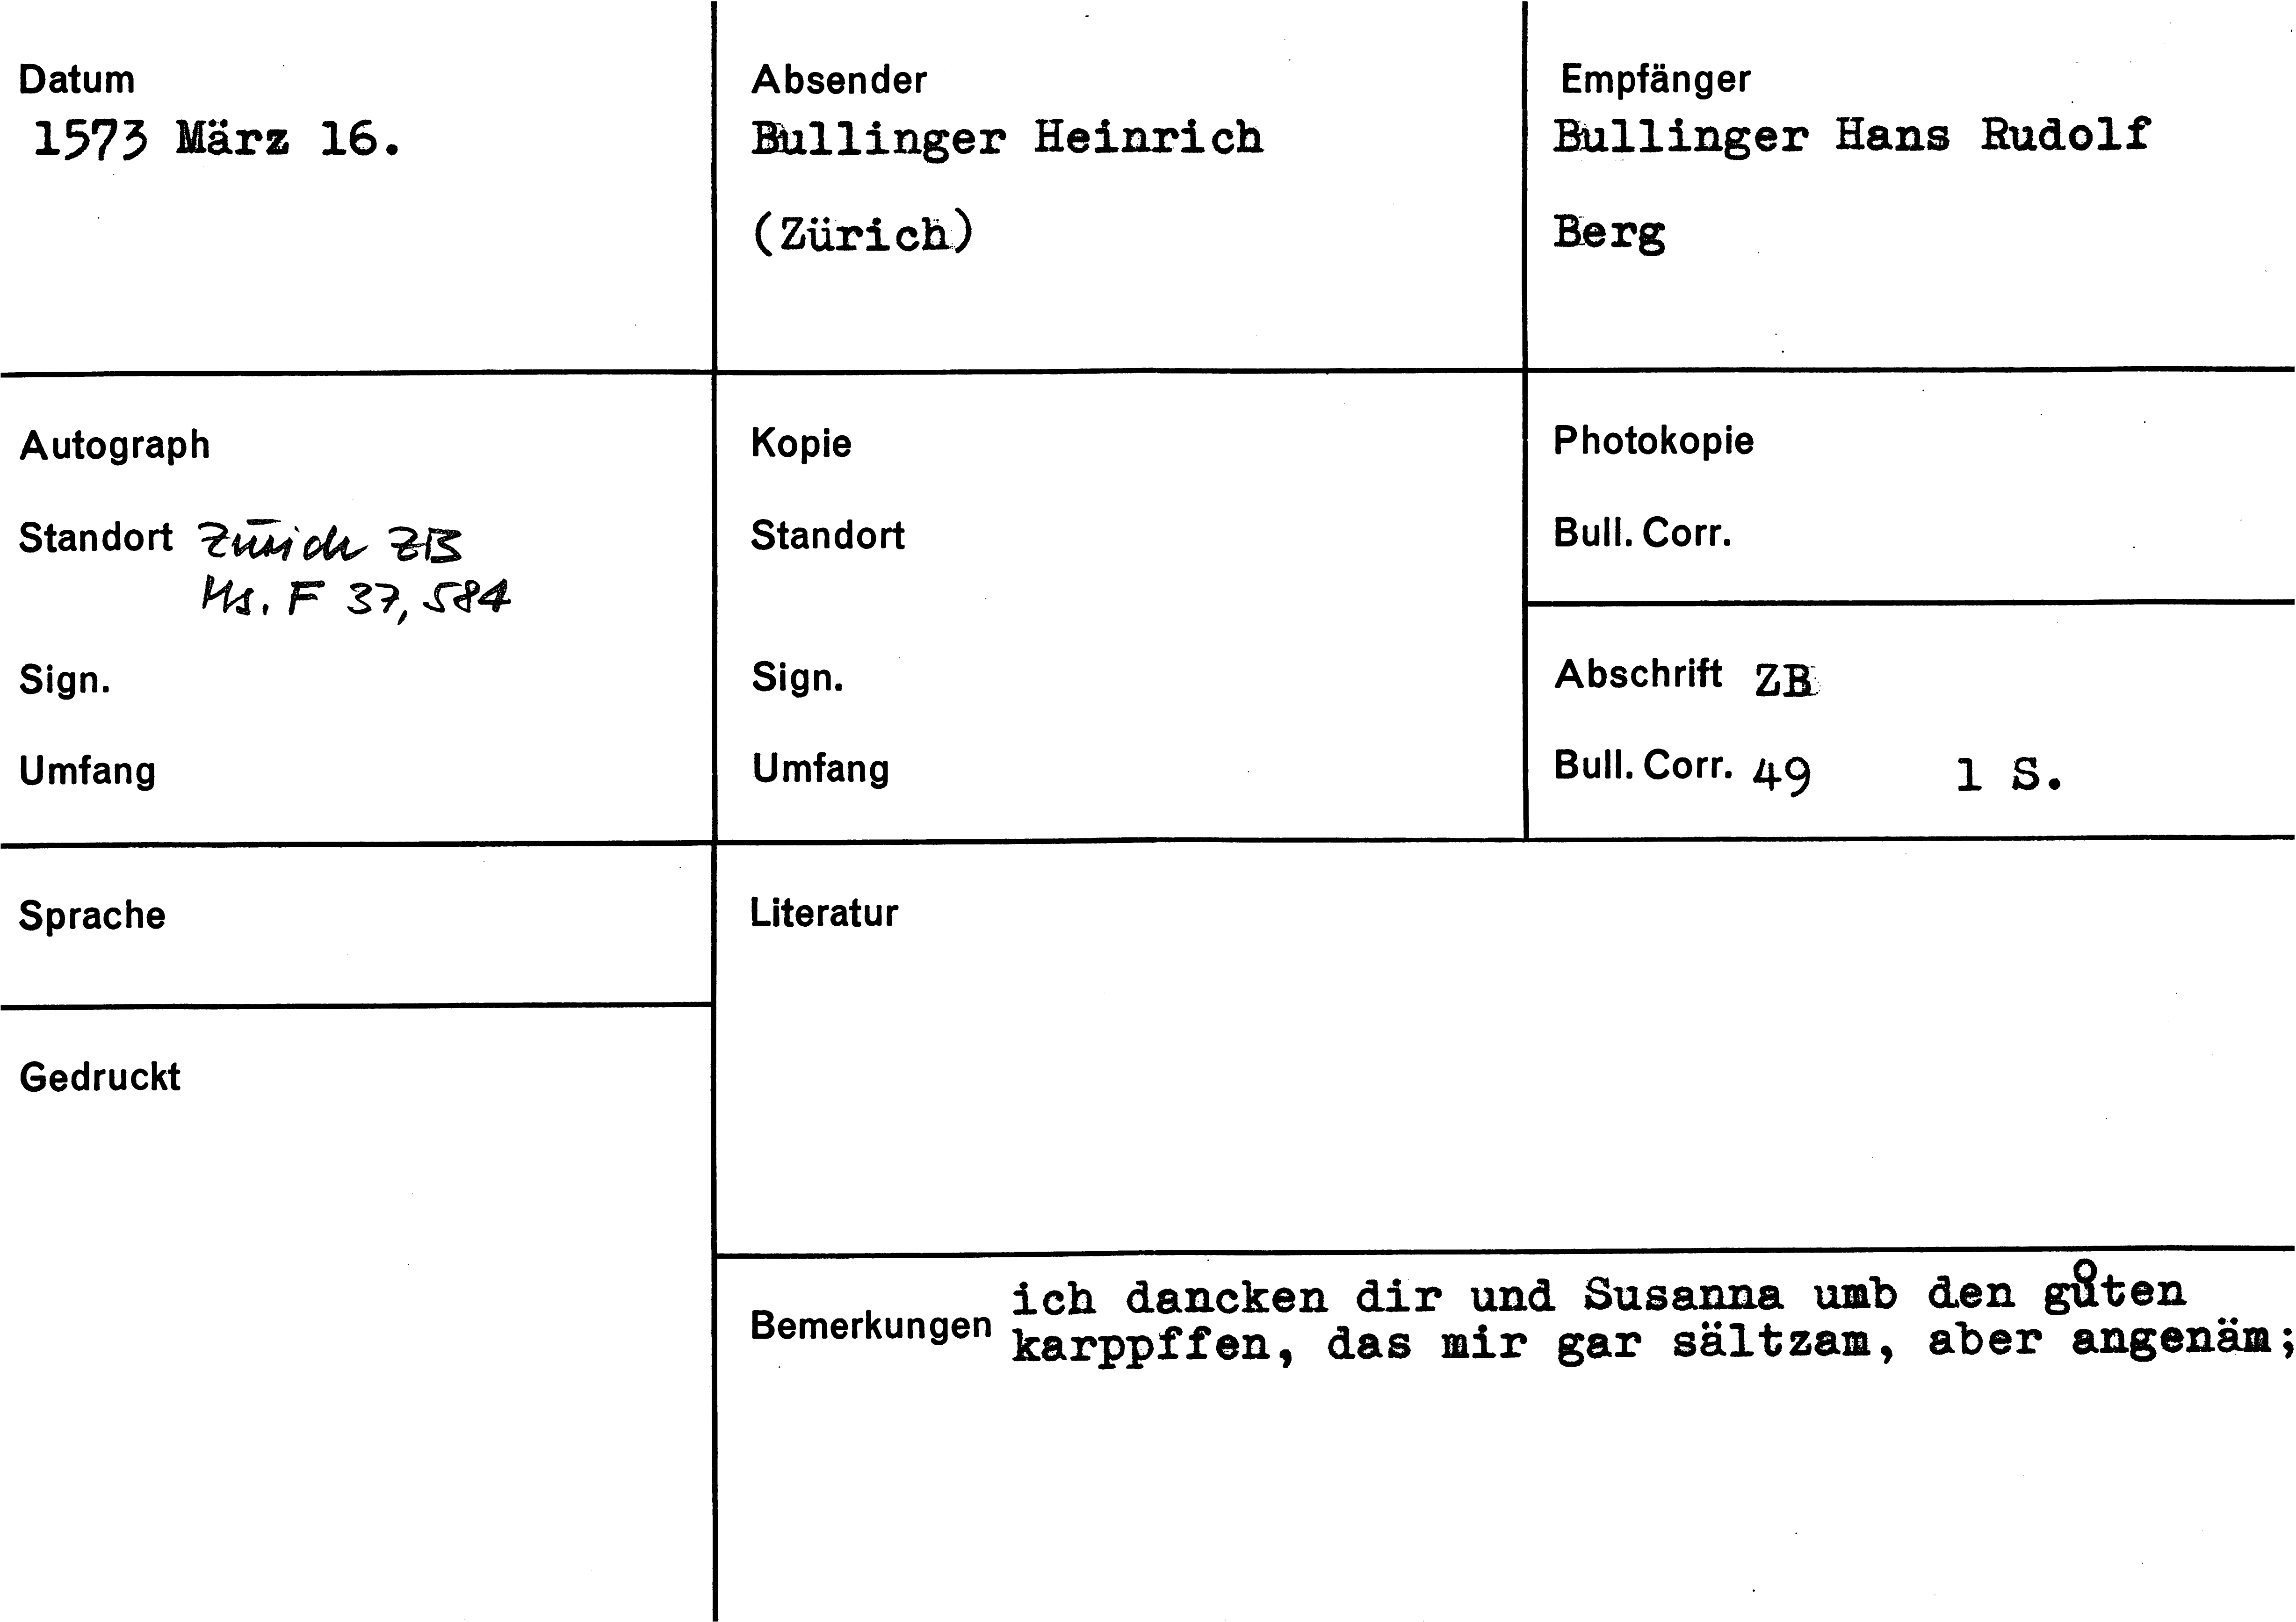 Datum
1573 März 16.
Absender
Bullinger Heinrich
(Zürich)
Empfänger
Bullinger Hans Rudolf
Berg
Autograph
Standort Zürich ZB
Ms. F 37, 584
Sign.
Umfang
Kopie
Standort
Sign.
Umfang
Photokopie
Bull. Corr.
Abschrift ZB
Bull. Corr. 49 1 S.
Sprache
Literatur
Gedruckt
Bemerkungen
ich dancken dir und Susanna umb den gůten
karppffen, das mir gar sältzam, aber angenäm;